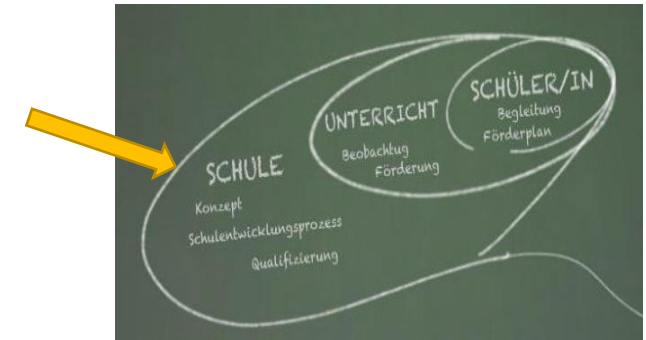 SCHÜLER/IN
Begleitung
Förderplan
UNTERRICHT
Beobachtug
Förderung
SCHULE
Konzept
Schulentwicklungsprozess
Qualifizierung